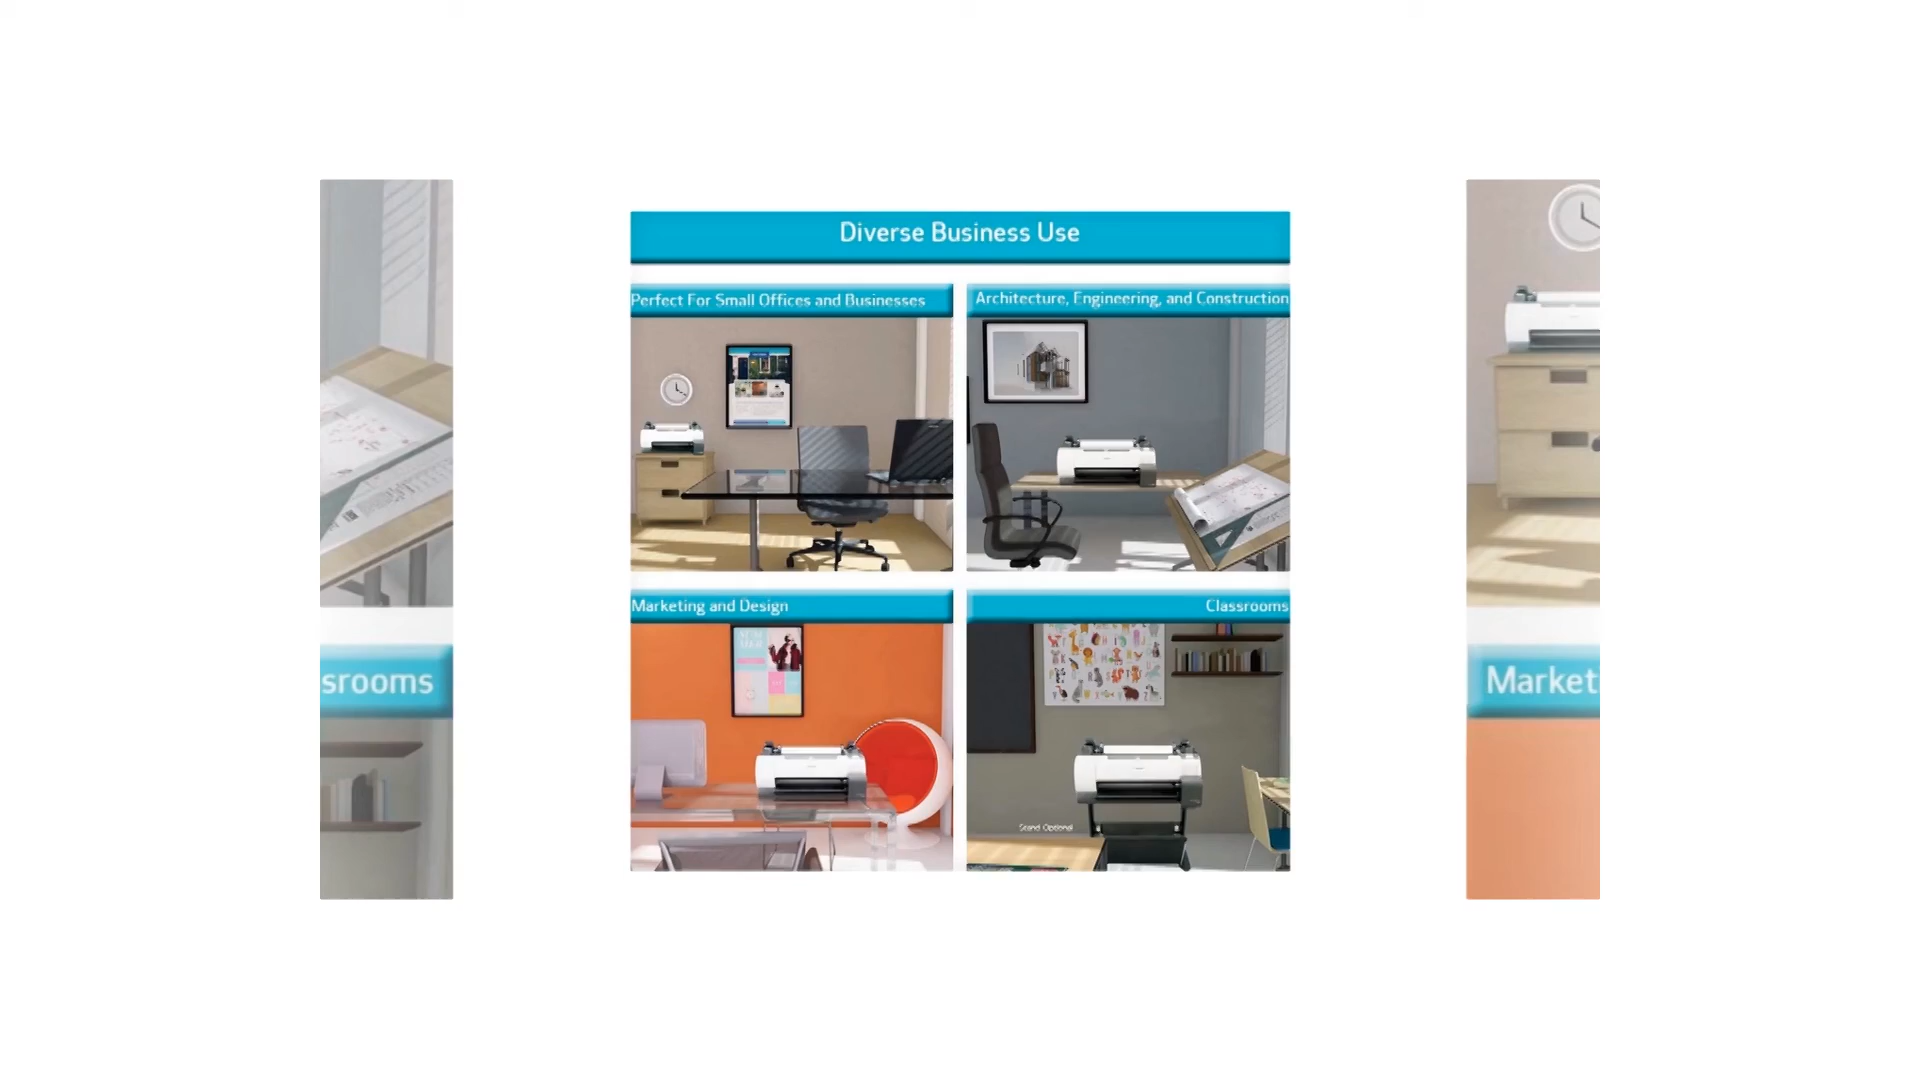 Diverse Business Use
Perfect For Small Offices and Businesses
Architecture, Engineering, and Construction
Marketing and Design
Classrooms
Stand Optional
srooms
Market